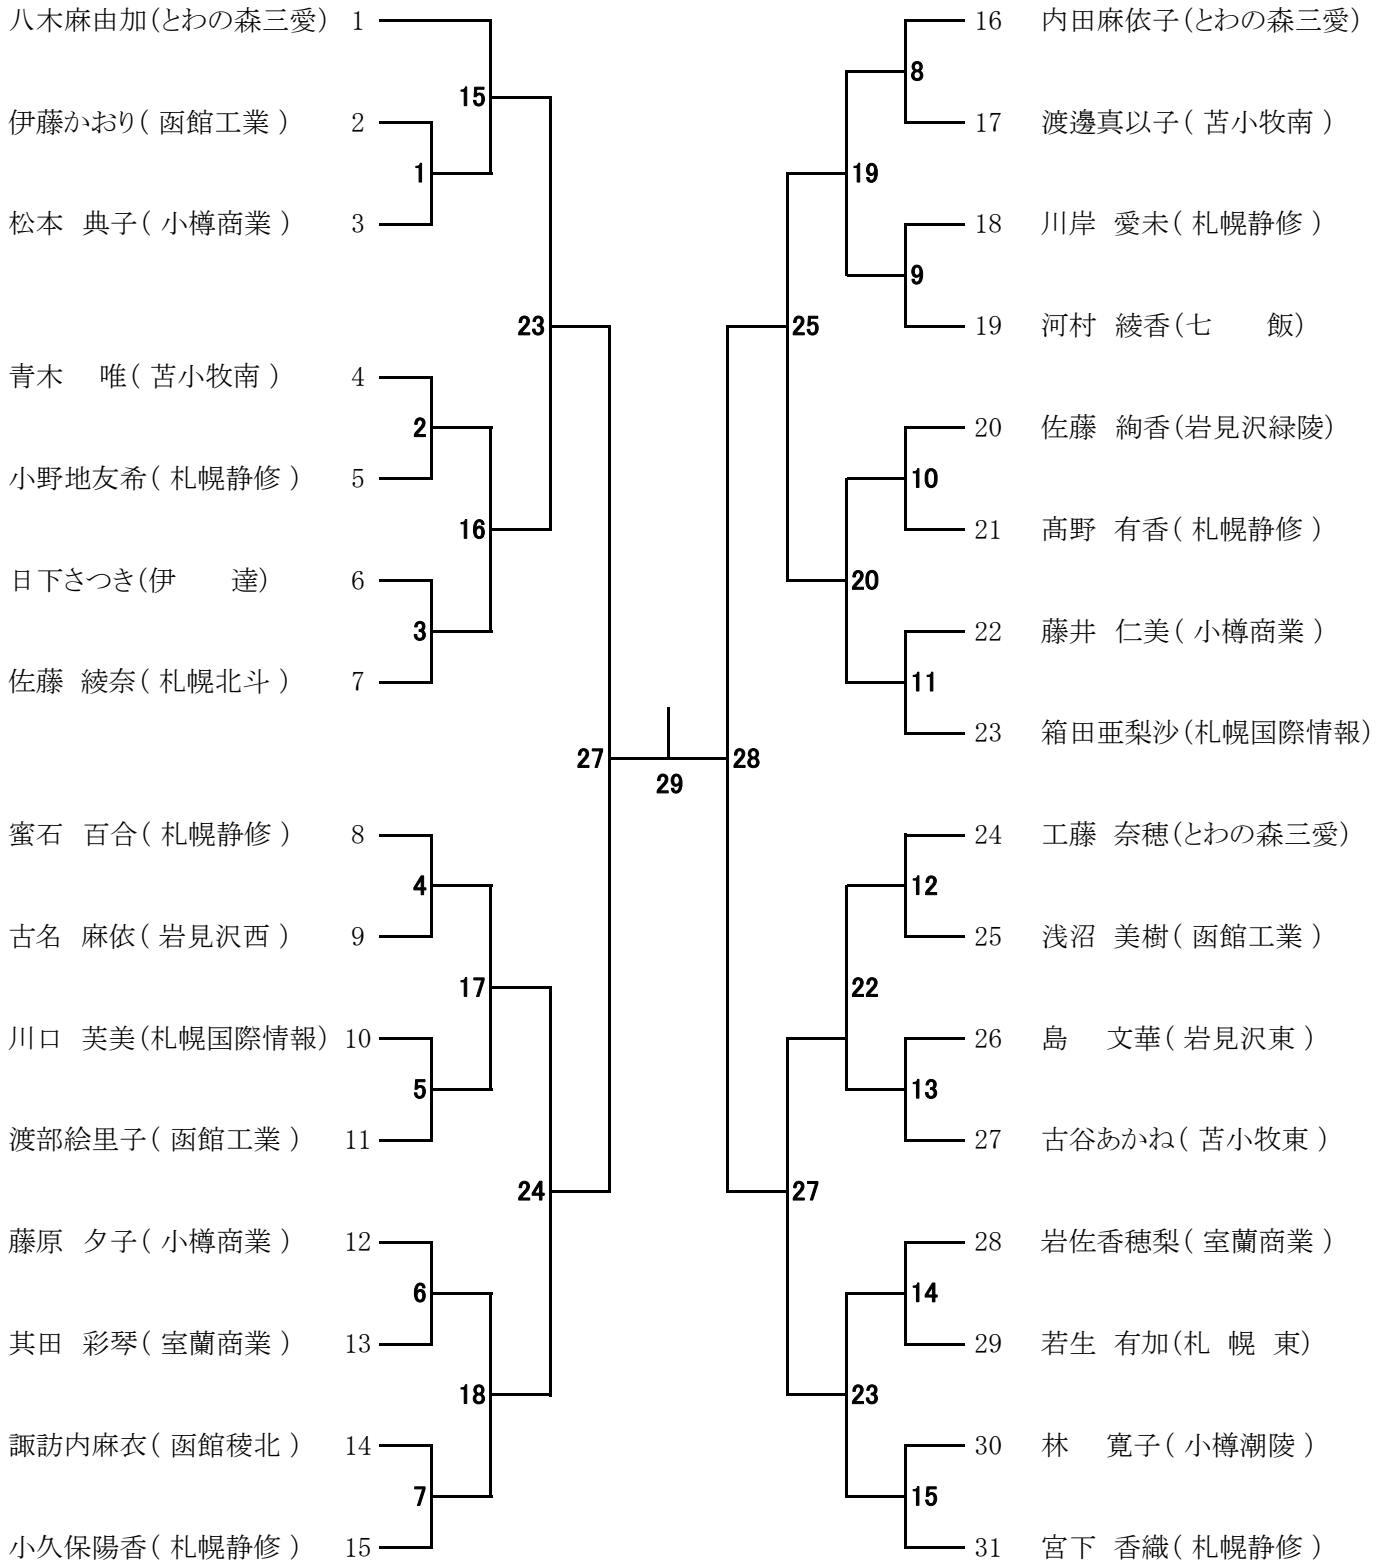 八木麻由加(とわの森三愛) 1
15
伊藤かおり( 函館工業 ) 2
1
松本 典子( 小樽商業 ) 3
23
青木 唯( 苫小牧南 ) 4
2
小野地友希( 札幌静修 ) 5
16
日下さつき(伊 達) 6
3
佐藤 綾奈( 札幌北斗 ) 7
27
蜜石 百合( 札幌静修 ) 8
4
古名 麻依( 岩見沢西 ) 9
17
川口 芙美(札幌国際情報) 10
5
渡部絵里子( 函館工業 ) 11
24
藤原 夕子( 小樽商業 ) 12
6
其田 彩琴( 室蘭商業 ) 13
18
諏訪内麻衣( 函館稜北 ) 14
7
小久保陽香( 札幌静修 ) 15
29
16 内田麻依子(とわの森三愛)
8
17 渡邊真以子( 苫小牧南 )
19
18 川岸 愛未( 札幌静修 )
9
19 河村 綾香(七 飯)
25
20 佐藤 絢香(岩見沢緑陵)
10
21 髙野 有香( 札幌静修 )
20
22 藤井 仁美( 小樽商業 )
11
23 箱田亜梨沙(札幌国際情報)
28
24 工藤 奈穂(とわの森三愛)
12
25 浅沼 美樹( 函館工業 )
22
26 島 文華( 岩見沢東 )
13
27 古谷あかね( 苫小牧東 )
27
28 岩佐香穂梨( 室蘭商業 )
14
29 若生 有加(札 幌 東)
23
30 林 寛子( 小樽潮陵 )
15
31 宮下 香織( 札幌静修 )